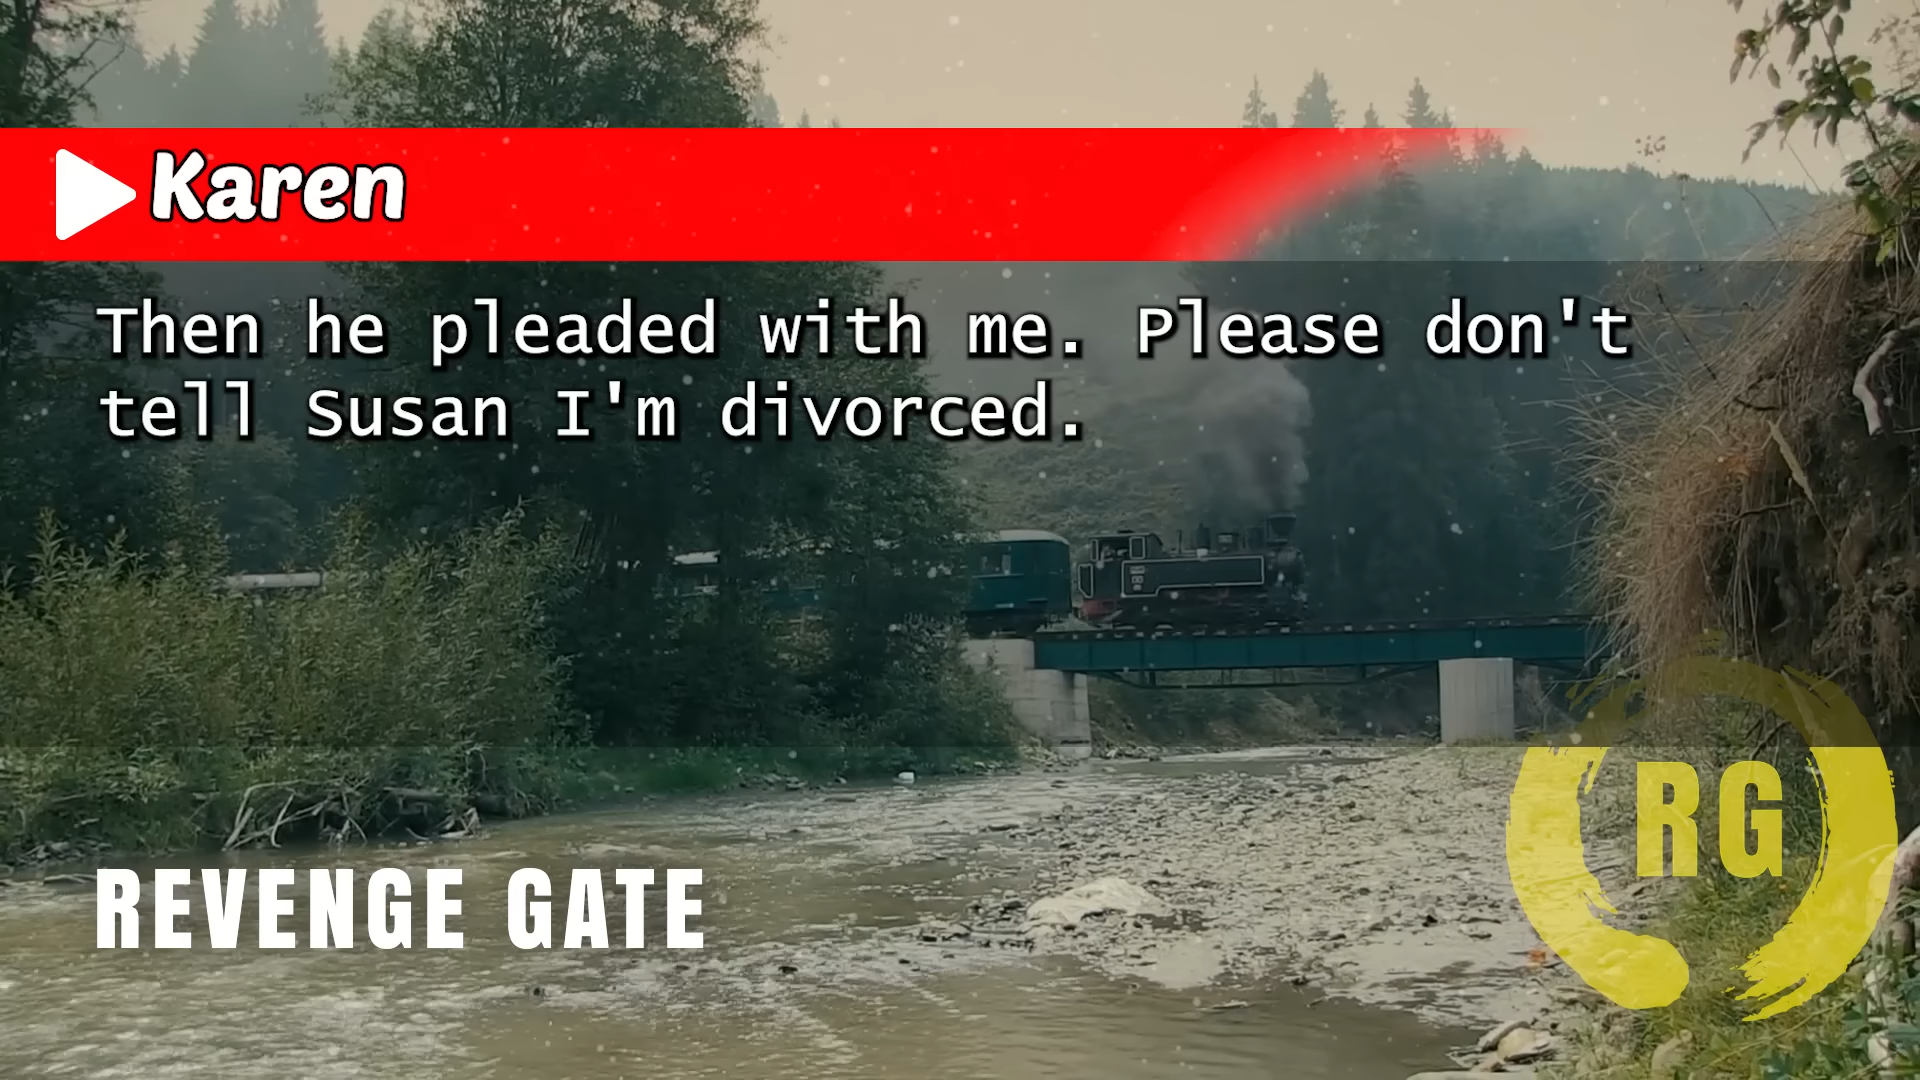 Karen
Then he pleaded with me. Please don't
tell Susan I'm divorced.
REVENGE GATE
RG